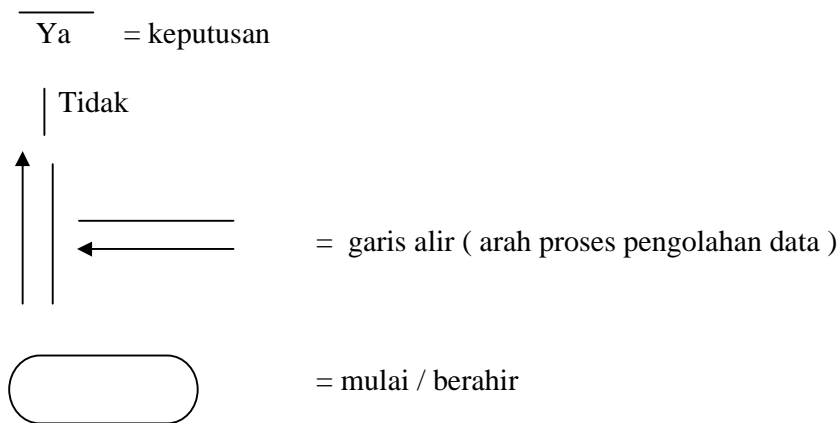 Ya = keputusan
Tidak
= garis alir ( arah proses pengolahan data )
= mulai / berahir